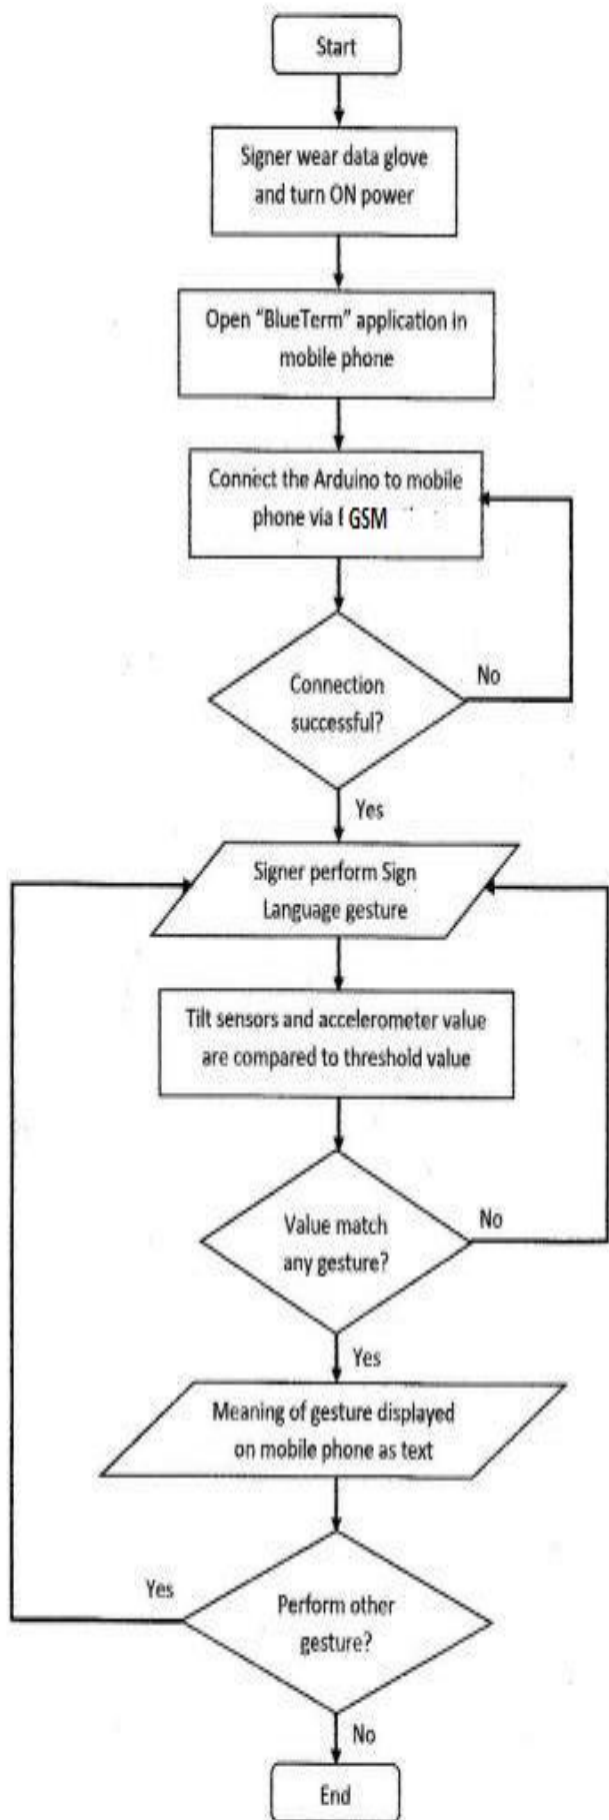 Start
Signer wear data glove
and turn ON power
Open “BlueTerm” application in
mobile phone
Connect the Arduino to mobile
phone via GSM
No
Connection
successful?
Yes
Signer perform Sign
Language gesture
Tilt sensors and accelerometer value
are compared to threshold value
No
Value match
any gesture?
Yes
Meaning of gesture displayed
on mobile phone as text
Yes
Perform other
gesture?
No
End